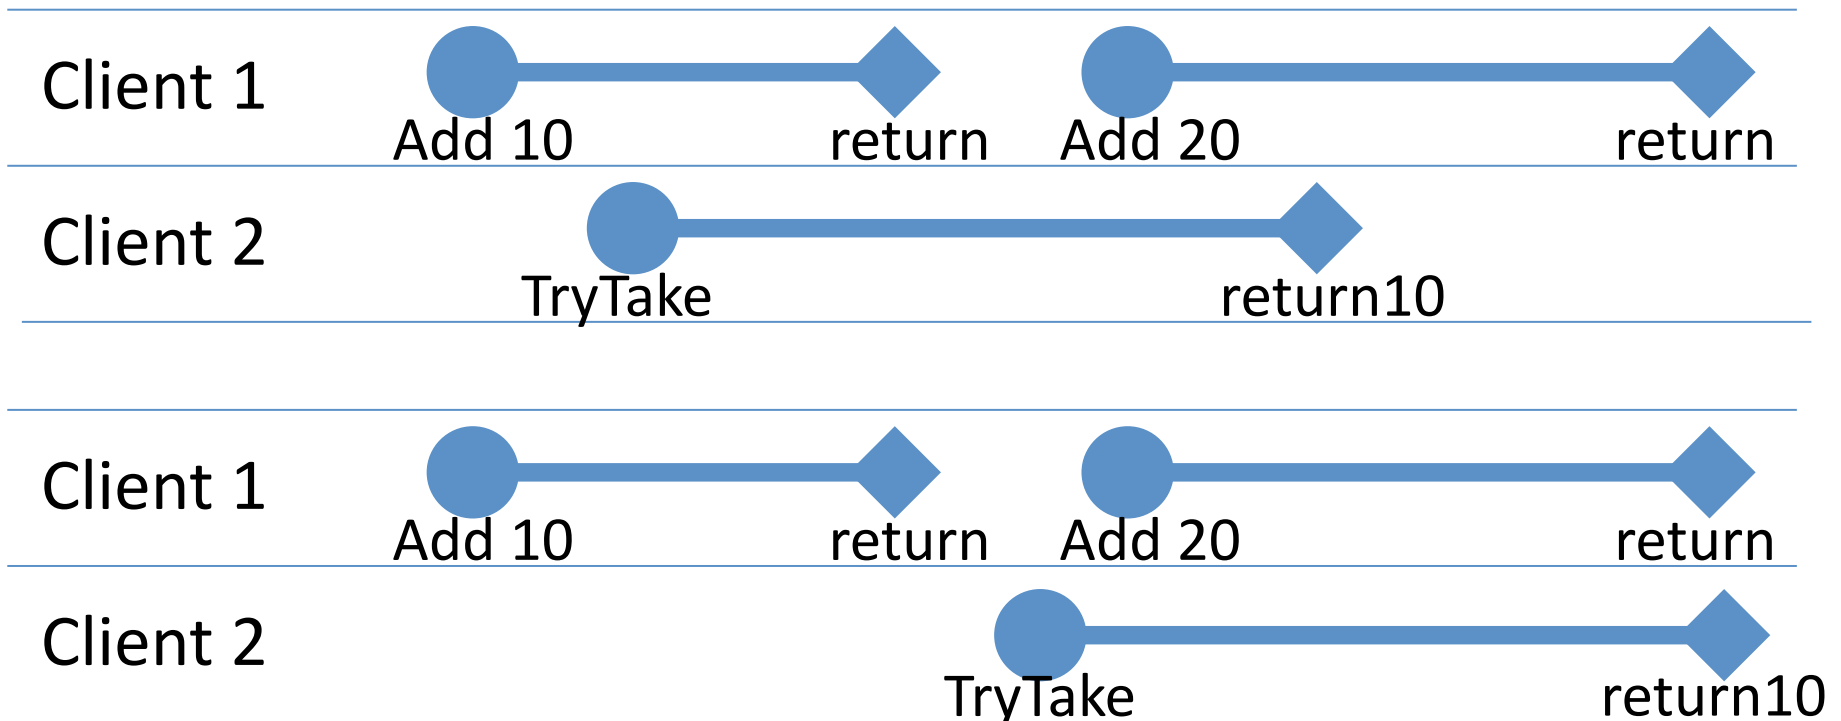 Client 1
Add 10 return Add 20 return
Client 2
TryTake return10
Client 1
Add 10 return Add 20 return
Client 2
TryTake return10